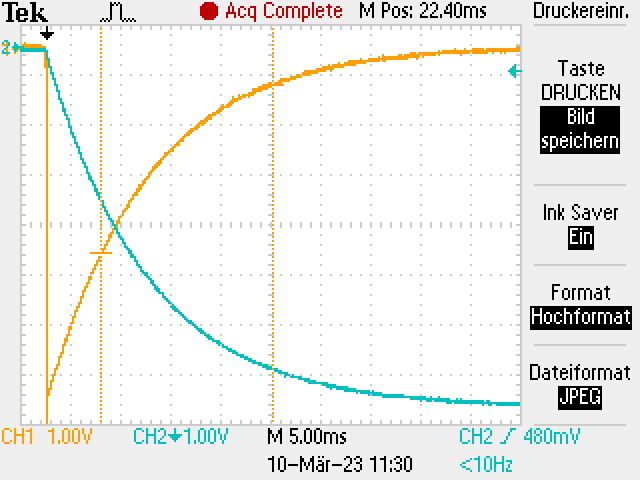 Tek
Acq Complete
M Pos: 22.40ms
Druckereinr.
2
Taste
DRUCKEN
Bild
speichern
Ink Saver
Ein
Format
Hochformat
Dateiformat
JPEG
CH1 1.00V
CH2 1.00V
M 5.00ms
CH2 480mV
10-Mär-23 11:30
<10Hz